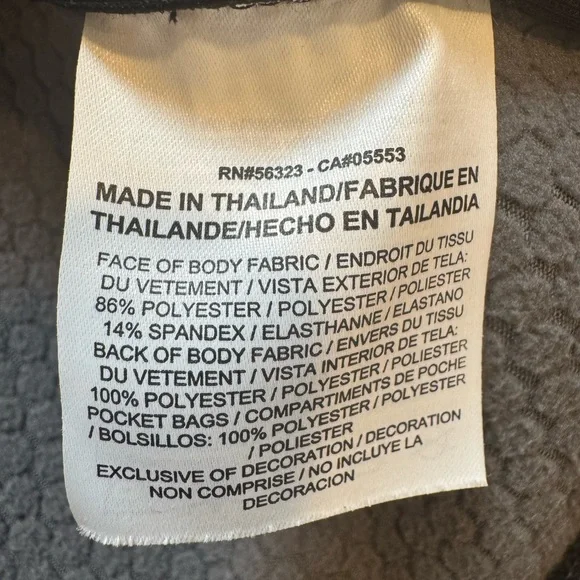 RN#56323 - CA#05553
MADE IN THAILAND/FABRIQUE EN
THAILANDE/HECHO EN TAILANDIA
FACE OF BODY FABRIC / ENDROIT DU TISSU
DU VETEMENT / VISTA EXTERIOR DE TELA:
86% POLYESTER / POLYESTER / POLIESTER
14% SPANDEX / ELASTHANNE / ELASTANO
BACK OF BODY FABRIC / ENVERS DU TISSU
DU VETEMENT / VISTA INTERIOR DE TELA:
100% POLYESTER / POLYESTER / POLIESTER
POCKET BAGS / COMPARTIMENTS DE POCHE
/ BOLSILLOS: 100% POLYESTER / POLYESTER
/ POLIESTER
EXCLUSIVE OF DECORATION / DECORATION
NON COMPRISE / NO INCLUYE LA
DECORACION